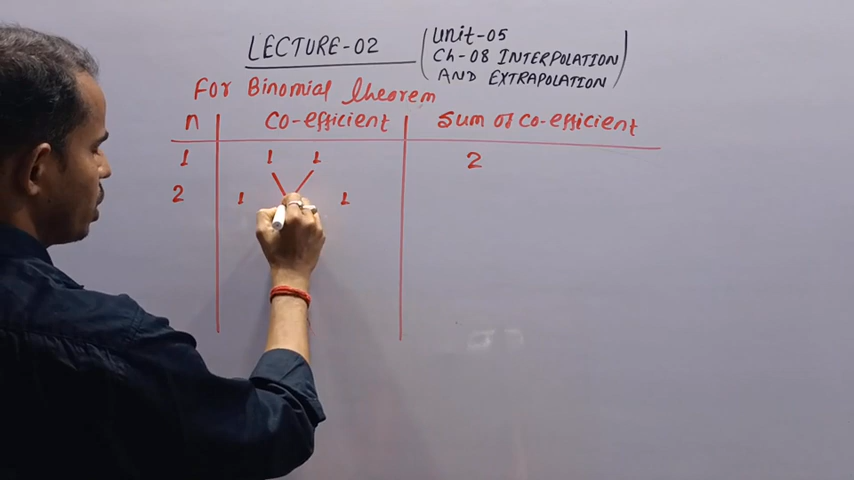 LECTURE-02
Unit-05
Ch-08 INTERPOLATION
AND EXTRAPOLATION
For Binomial theorem
n Co-efficient Sum of Co-efficient
1 1 1 2
2 1 1